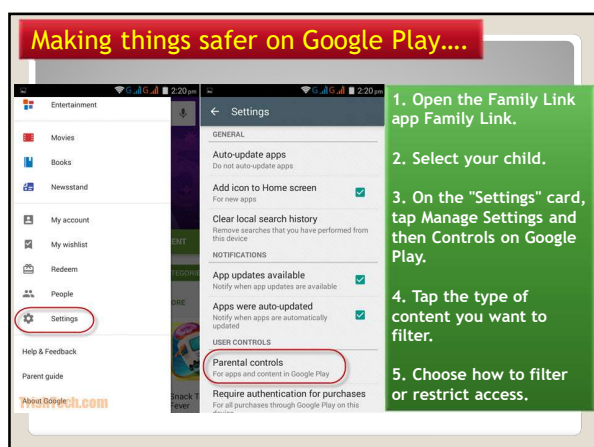 Making things safer on Google Play....
2:20 pm
Entertainment
Movies
Books
Newsstand
My account
My wishlist
Redeem
People
Settings
Help & Feedback
Parent guide
About Google
2:20 pm
Settings
GENERAL
Auto-update apps
Do not auto-update apps
Add icon to Home screen
For new apps
Clear local search history
Remove searches that you have performed from
this device
NOTIFICATIONS
App updates available
Notify when app updates are available
Apps were auto-updated
Notify when apps are automatically
updated
USER CONTROLS
Parental controls
For apps and content in Google Play
Require authentication for purchases
For all purchases through Google Play on this
device
1. Open the Family Link
app Family Link.
2. Select your child.
3. On the "Settings" card,
tap Manage Settings and
then Controls on Google
Play.
4. Tap the type of
content you want to
filter.
5. Choose how to filter
or restrict access.